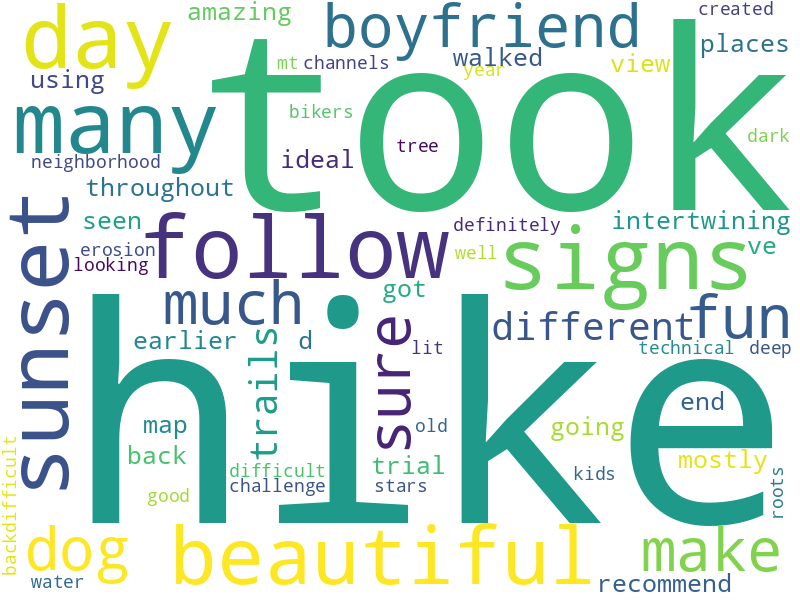 amazing
created
day
boyfriend
places
walked
took
mt
channels
year
view
using
many
bikers
dark
tree
neighborhood
ideal
throughout
sunset
seen
follow
definitely
intertwining
erosion
signs
ve
looking
well
much
got
different
fun
earlier
d
sure
trails
lit
technical
deep
hike
map
old
end
going
back
trial
mostly
difficult
backdifficult
good
challenge
stars
kids
roots
dog
beautiful
make
water
recommend